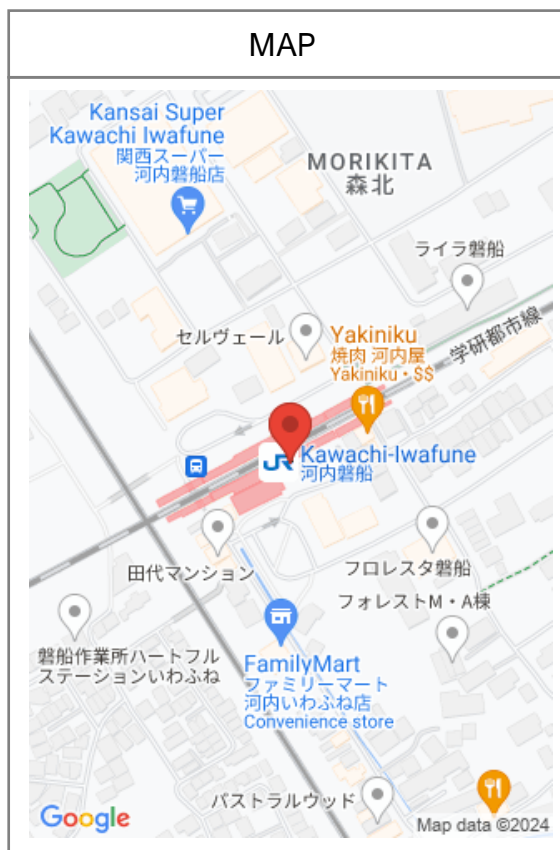 MAP
Kansai Super
Kawachi Iwafune
関西スーパー
河内磐船店
MORIKITA
森北
ライラ磐船
学研都市線
セルヴェール
Yakiniku
焼肉 河内屋
Yakiniku・$$
JR
Kawachi-Iwafune
河内磐船
田代マンション
フロレスタ磐船
フォレストM・A棟
磐船作業所ハートフル
ステーションいわふね
FamilyMart
ファミリーマート
河内いわふね店
Convenience store
パストラルウッド
Google
Map data ©2024